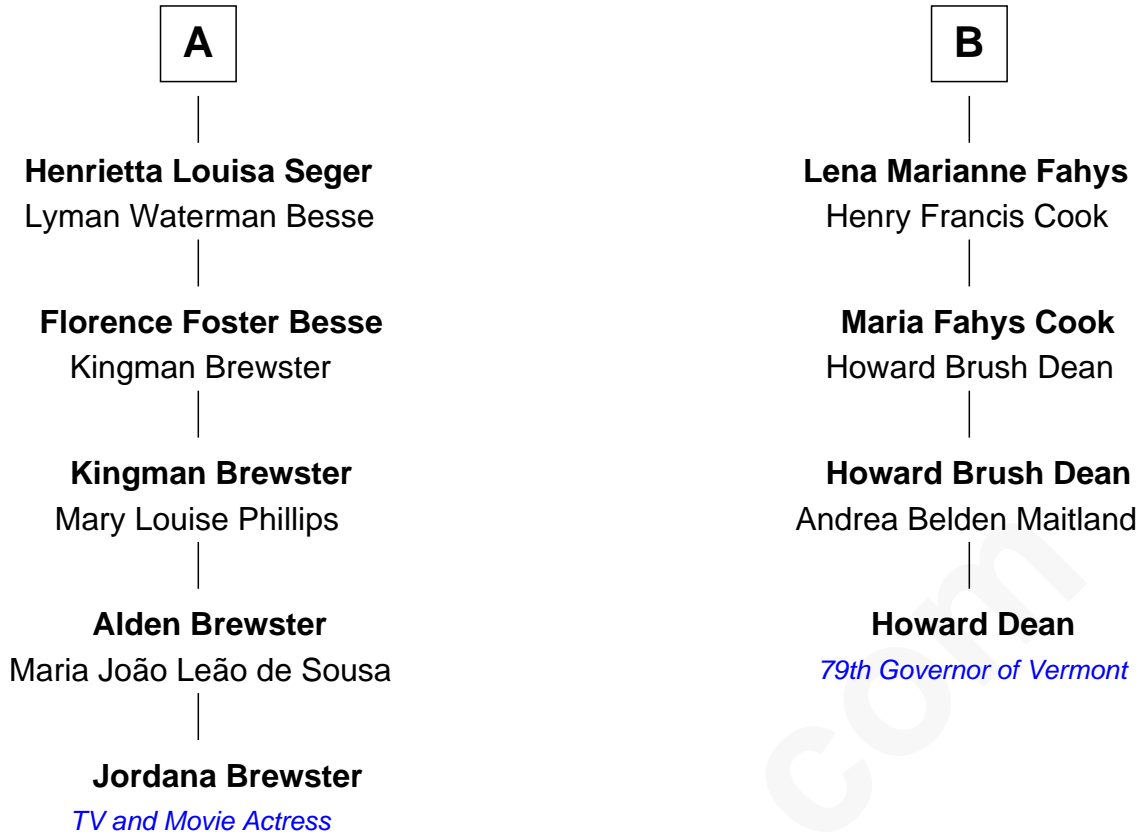 A
Henrietta Louisa Seger
Lyman Waterman Besse
Florence Foster Besse
Kingman Brewster
Kingman Brewster
Mary Louise Phillips
Alden Brewster
Maria João Leão de Sousa
Jordana Brewster
TV and Movie Actress
B
Lena Marianne Fahys
Henry Francis Cook
Maria Fahys Cook
Howard Brush Dean
Howard Brush Dean
Andrea Belden Maitland
Howard Dean
79th Governor of Vermont
com